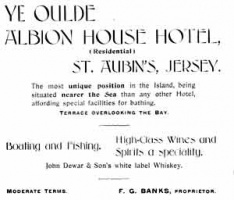 YE OULDE
ALBION HOUSE HOTEL,
(Residential)
ST. AUBIN'S, JERSEY.
The most unique position in the Island, being
situated nearer the Sea than any other Hotel,
affording special facilities for bathing.
TERRACE OVERLOOKING THE BAY.
Boating and Fishing.
High-Class Wines and
Spirits a speciality.
John Dewar & Son's white label Whiskey.
MODERATE TERMS.
F. G. BANKS, PROPRIETOR.